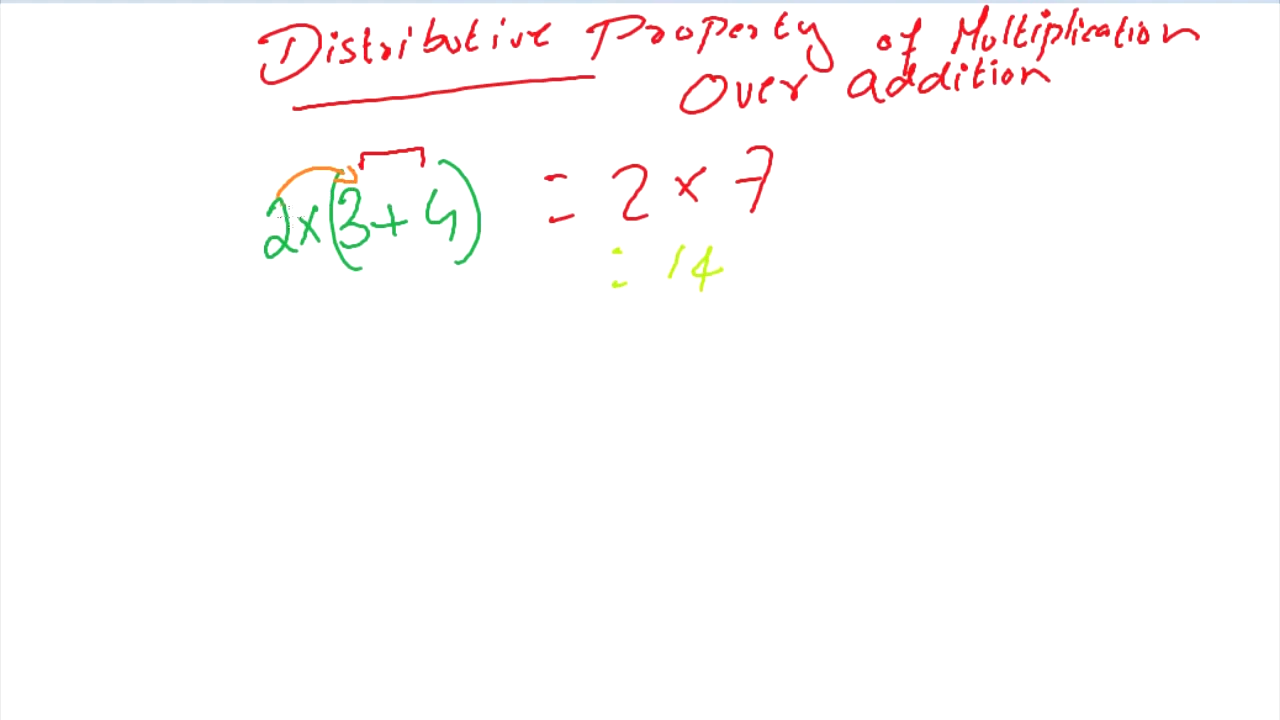 Distributive Property of Multiplication
Over addition
2×(3+4) = 2 × 7
= 14